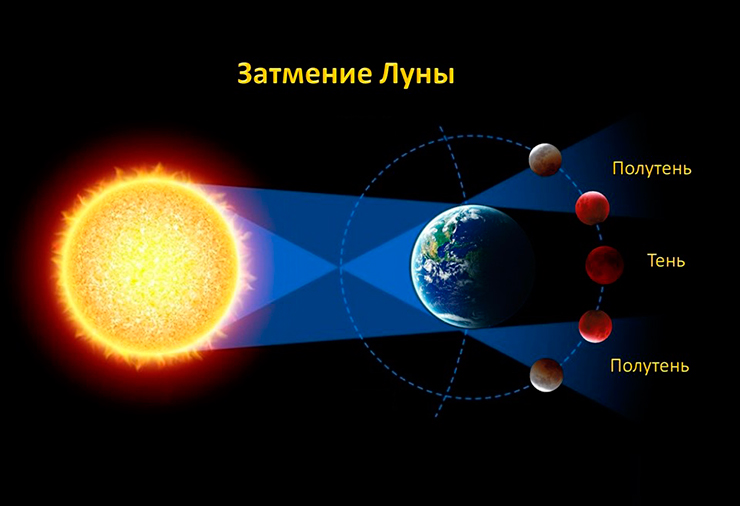 Затмение Луны
Полутень
Тень
Полутень